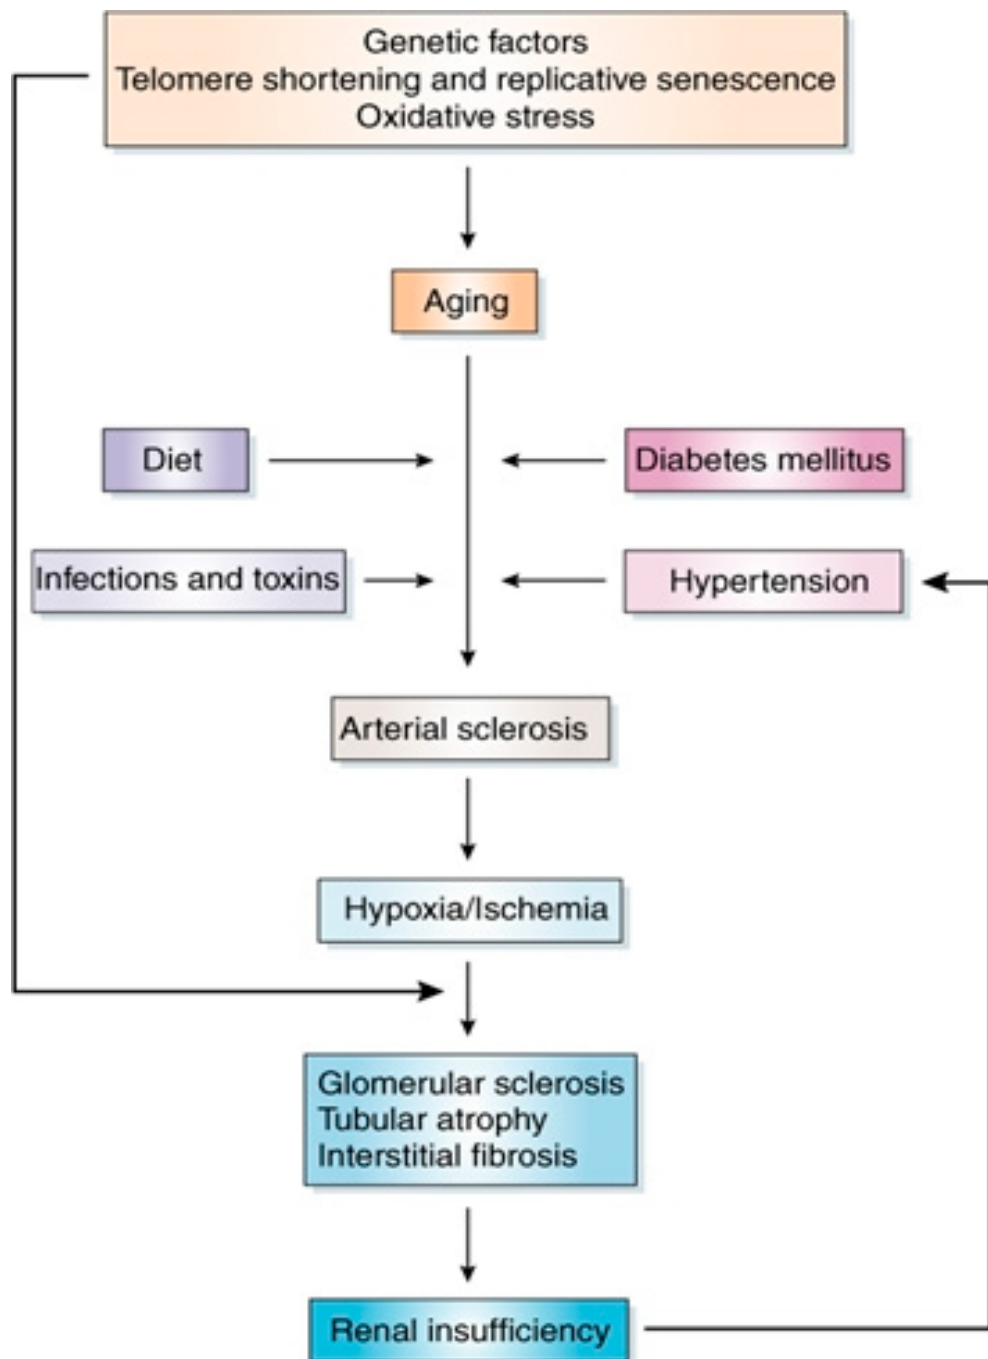 Genetic factors
Telomere shortening and replicative senescence
Oxidative stress
Aging
Diet
Diabetes mellitus
Infections and toxins
Hypertension
Arterial sclerosis
Hypoxia/Ischemia
Glomerular sclerosis
Tubular atrophy
Interstitial fibrosis
Renal insufficiency